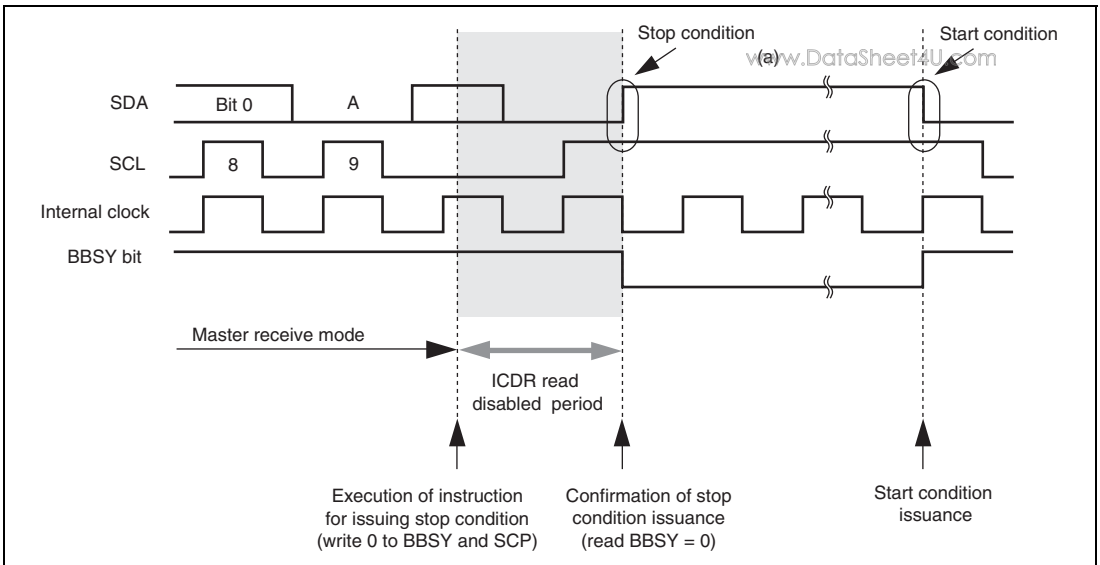 Stop condition
Start condition
(a)
www.DataSheet4U.com
SDA
Bit 0
A
SCL
8
9
Internal clock
BBSY bit
Master receive mode
ICDR read
disabled period
Execution of instruction
for issuing stop condition
(write 0 to BBSY and SCP)
Confirmation of stop
condition issuance
(read BBSY = 0)
Start condition
issuance